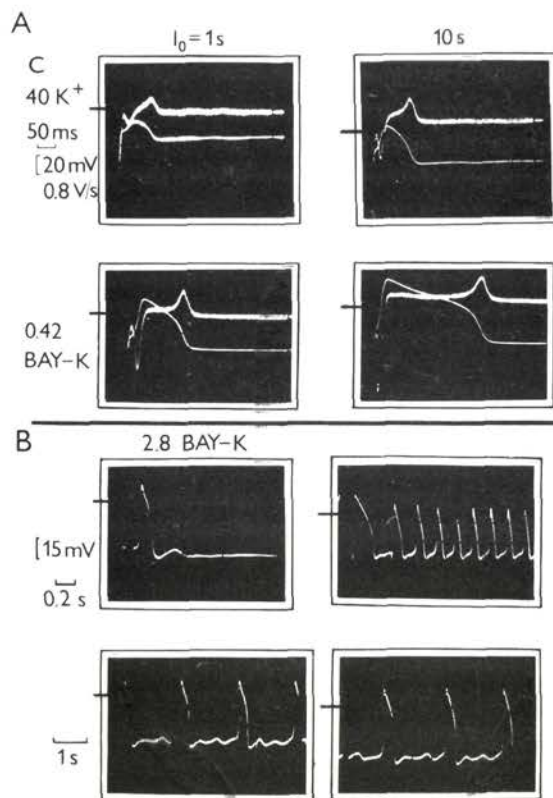 A
I₀ = 1s 10 s
C
40 K⁺
50 ms
[20 mV
0.8 V/s
0.42
BAY-K
B
2.8 BAY-K
[15 mV
0.2 s
1 s